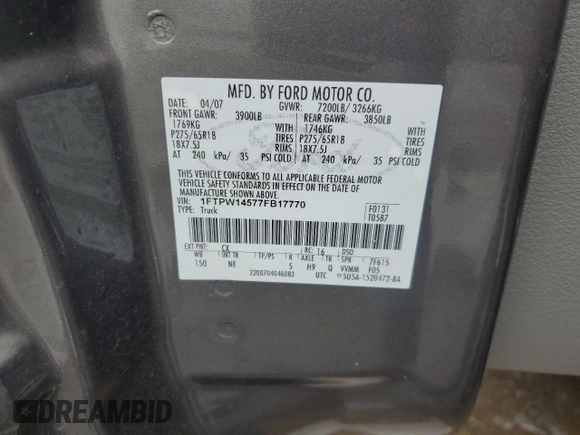 MFD. BY FORD MOTOR CO.
DATE: 04/07 GVWR: 7200LB/ 3266KG
FRONT GAWR: 3900LB REAR GAWR: 3850LB
1769KG WITH 1746KG WITH
P275/65R18 TIRES P275/65R18 TIRES
18X7.5J RIMS 18X7.5J RIMS
AT 240 kPa/ 35 PSI COLD AT 240 kPa/ 35 PSI COLD
THIS VEHICLE CONFORMS TO ALL APPLICABLE FEDERAL MOTOR
VEHICLE SAFETY STANDARDS IN EFFECT ON THE DATE OF
MANUFACTURE SHOWN ABOVE.
VIN: 1FTPW14577FB17770 F0131
TYPE: Truck T0587
EXT PNT: CX RC: 16 DSO:
WB INT TR TP/PS R AXLE TR SPR 7F615
150 NE 5 H9 Q VVMM F05
2200704046083 UTC ▽5U5A-1520472-BA
DREAMBID